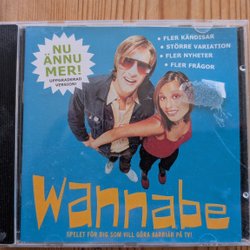 NU
ÄNNU
MER!
UPPGRADERAD
VERSION!
• FLER KÄNDISAR
• STÖRRE VARIATION
• FLER NYHETER
• FLER FRÅGOR
Wannabe
SPELET FÖR DIG SOM VILL GÖRA KARRIÄR PÅ TV!